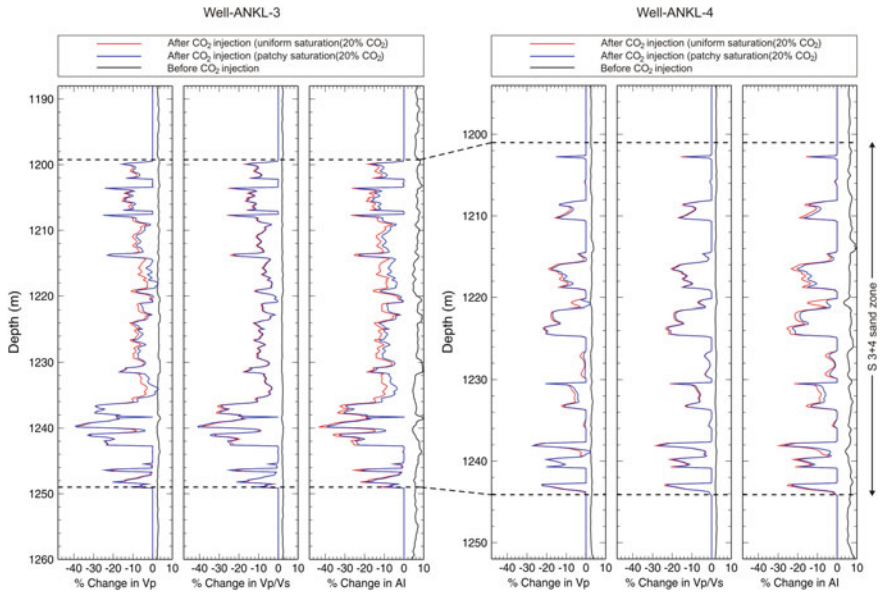 Well-ANKL-3
After CO2 injection (uniform saturation(20% CO2)
After CO2 injection (patchy saturation(20% CO2)
Before CO2 injection
Depth (m)
1190
1200
1210
1220
1230
1240
1250
1260
-40 -30 -20 -10 0 10
% Change in Vp
-40 -30 -20 -10 0 10
% Change in Vp/Vs
-40 -30 -20 -10 0 10
% Change in AI
Well-ANKL-4
After CO2 injection (uniform saturation(20% CO2)
After CO2 injection (patchy saturation(20% CO2)
Before CO2 injection
Depth (m)
1200
1210
1220
1230
1240
1250
-40 -30 -20 -10 0 10
% Change in Vp
-40 -30 -20 -10 0 10
% Change in Vp/Vs
-40 -30 -20 -10 0 10
% Change in AI
S 3+4 sand zone